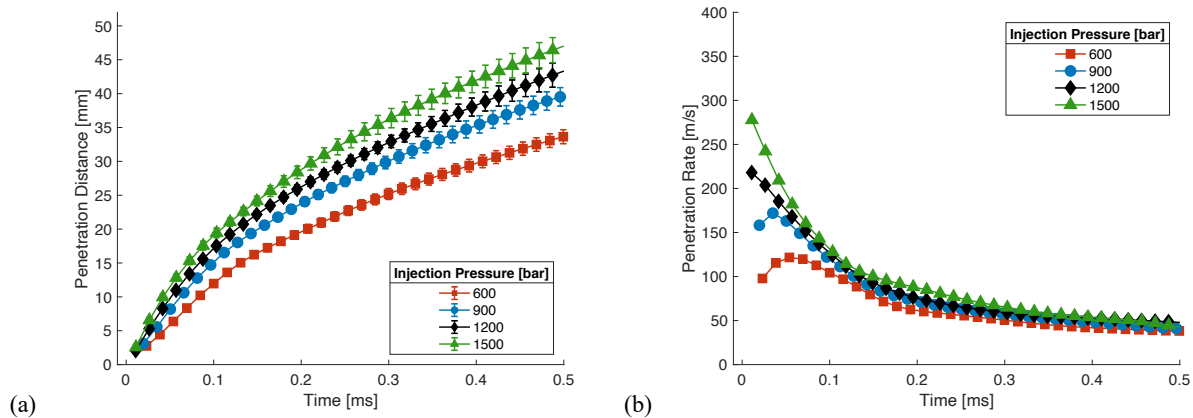 50
45
40
35
30
25
20
15
10
5
0
Penetration Distance [mm]
0 0.1 0.2 0.3 0.4 0.5
Time [ms]
Injection Pressure [bar]
600
900
1200
1500
(a)
400
350
300
250
200
150
100
50
0
Penetration Rate [m/s]
0 0.1 0.2 0.3 0.4 0.5
Time [ms]
Injection Pressure [bar]
600
900
1200
1500
(b)